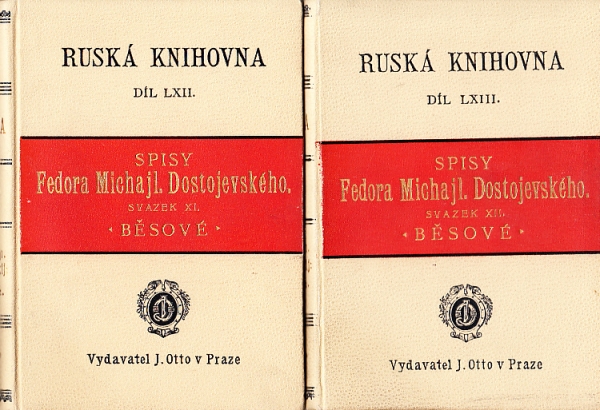 RUSKÁ KNIHOVNA
DÍL LXII.
SPISY
Fedora Michajl. Dostojevského.
SVAZEK XI.
BĚSOVÉ
Vydavatel J. Otto v Praze
RUSKÁ KNIHOVNA
DÍL LXIII.
SPISY
Fedora Michajl. Dostojevského.
SVAZEK XII.
BĚSOVÉ
Vydavatel J. Otto v Praze